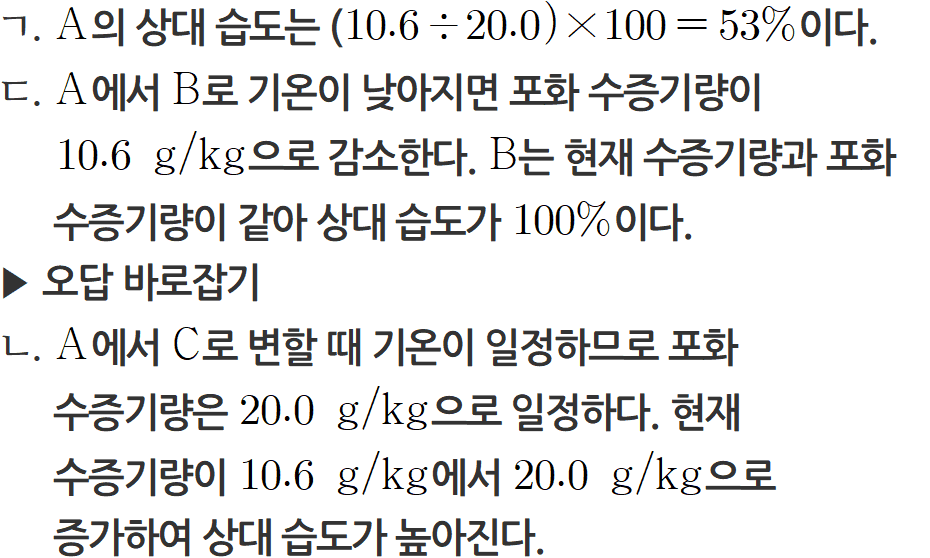 ㄱ. A의 상대 습도는 (10.6÷20.0)×100=53%이다.
ㄷ. A에서 B로 기온이 낮아지면 포화 수증기량이
10.6 g/kg으로 감소한다. B는 현재 수증기량과 포화
수증기량이 같아 상대 습도가 100%이다.
▶ 오답 바로잡기
ㄴ. A에서 C로 변할 때 기온이 일정하므로 포화
수증기량은 20.0 g/kg으로 일정하다. 현재
수증기량이 10.6 g/kg에서 20.0 g/kg으로
증가하여 상대 습도가 높아진다.